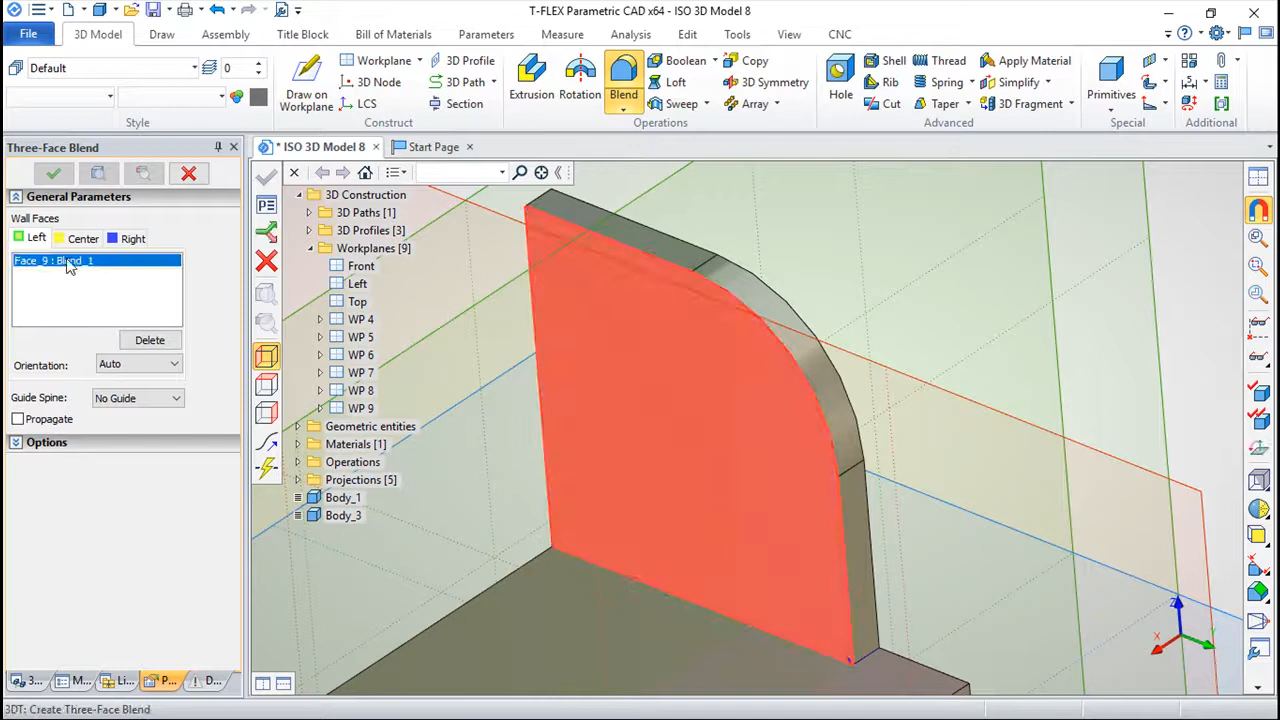 T-FLEX Parametric CAD x64 - ISO 3D Model 8
File
3D Model
Draw
Assembly
Title Block
Bill of Materials
Parameters
Measure
Analysis
Edit
Tools
View
CNC
Default
0
Style
Draw on Workplane
Workplane
3D Node
LCS
3D Profile
3D Path
Section
Construct
Extrusion
Rotation
Blend
Boolean
Loft
Sweep
Copy
3D Symmetry
Array
Operations
Hole
Shell
Rib
Cut
Thread
Spring
Taper
Apply Material
Simplify
3D Fragment
Advanced
Primitives
Special
Additional
Three-Face Blend
* ISO 3D Model 8
Start Page
General Parameters
Wall Faces
Left
Center
Right
Face_9 : Blend_1
Delete
Orientation:
Auto
Guide Spine:
No Guide
Propagate
Options
PE
3D Construction
3D Paths [1]
3D Profiles [3]
Workplanes [9]
Front
Left
Top
WP 4
WP 5
WP 6
WP 7
WP 8
WP 9
Geometric entities
Materials [1]
Operations
Projections [5]
Body_1
Body_3
Z
X
3...
M...
Li...
P...
D...
3DT: Create Three-Face Blend